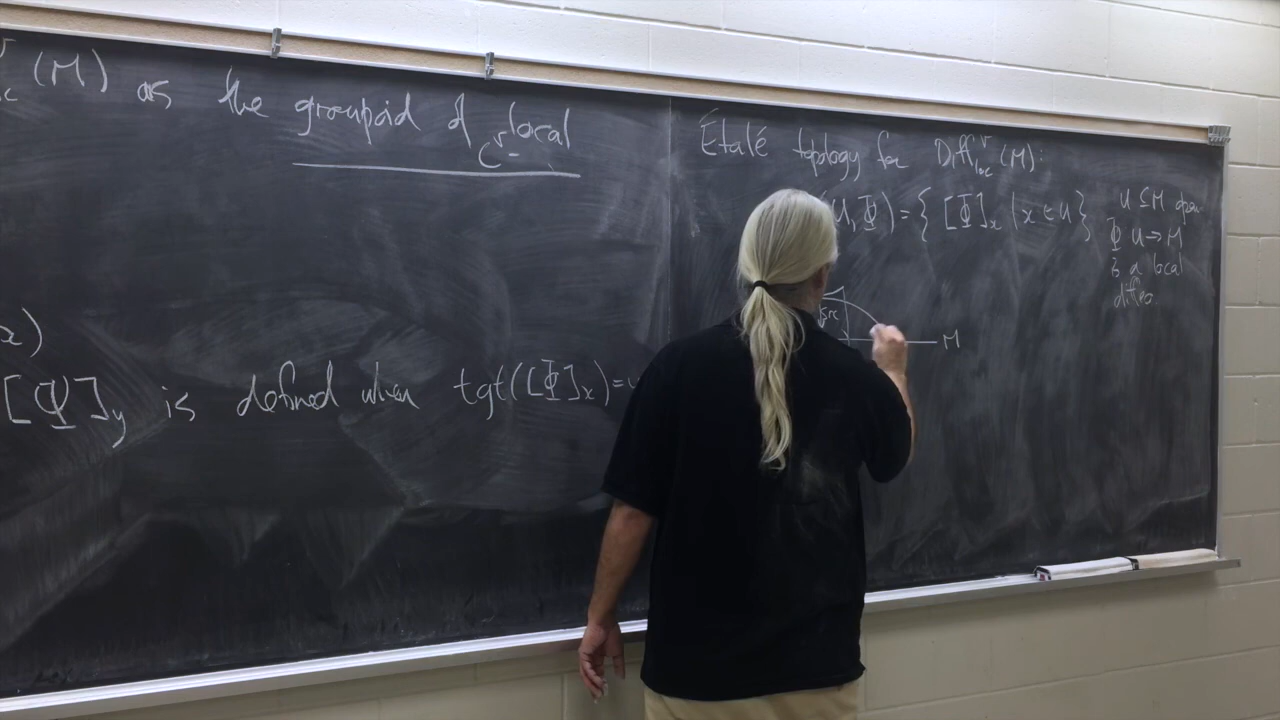 (M) as the groupoid of C^r local
x)
[Ψ]_y is defined when tgt([Φ]_x)=
Étalé topology for Diff^r_loc(M):
(U,Φ)={[Φ]_x | x∈U}
U⊆M open
Φ U→M
is a local
diffeo
src
M